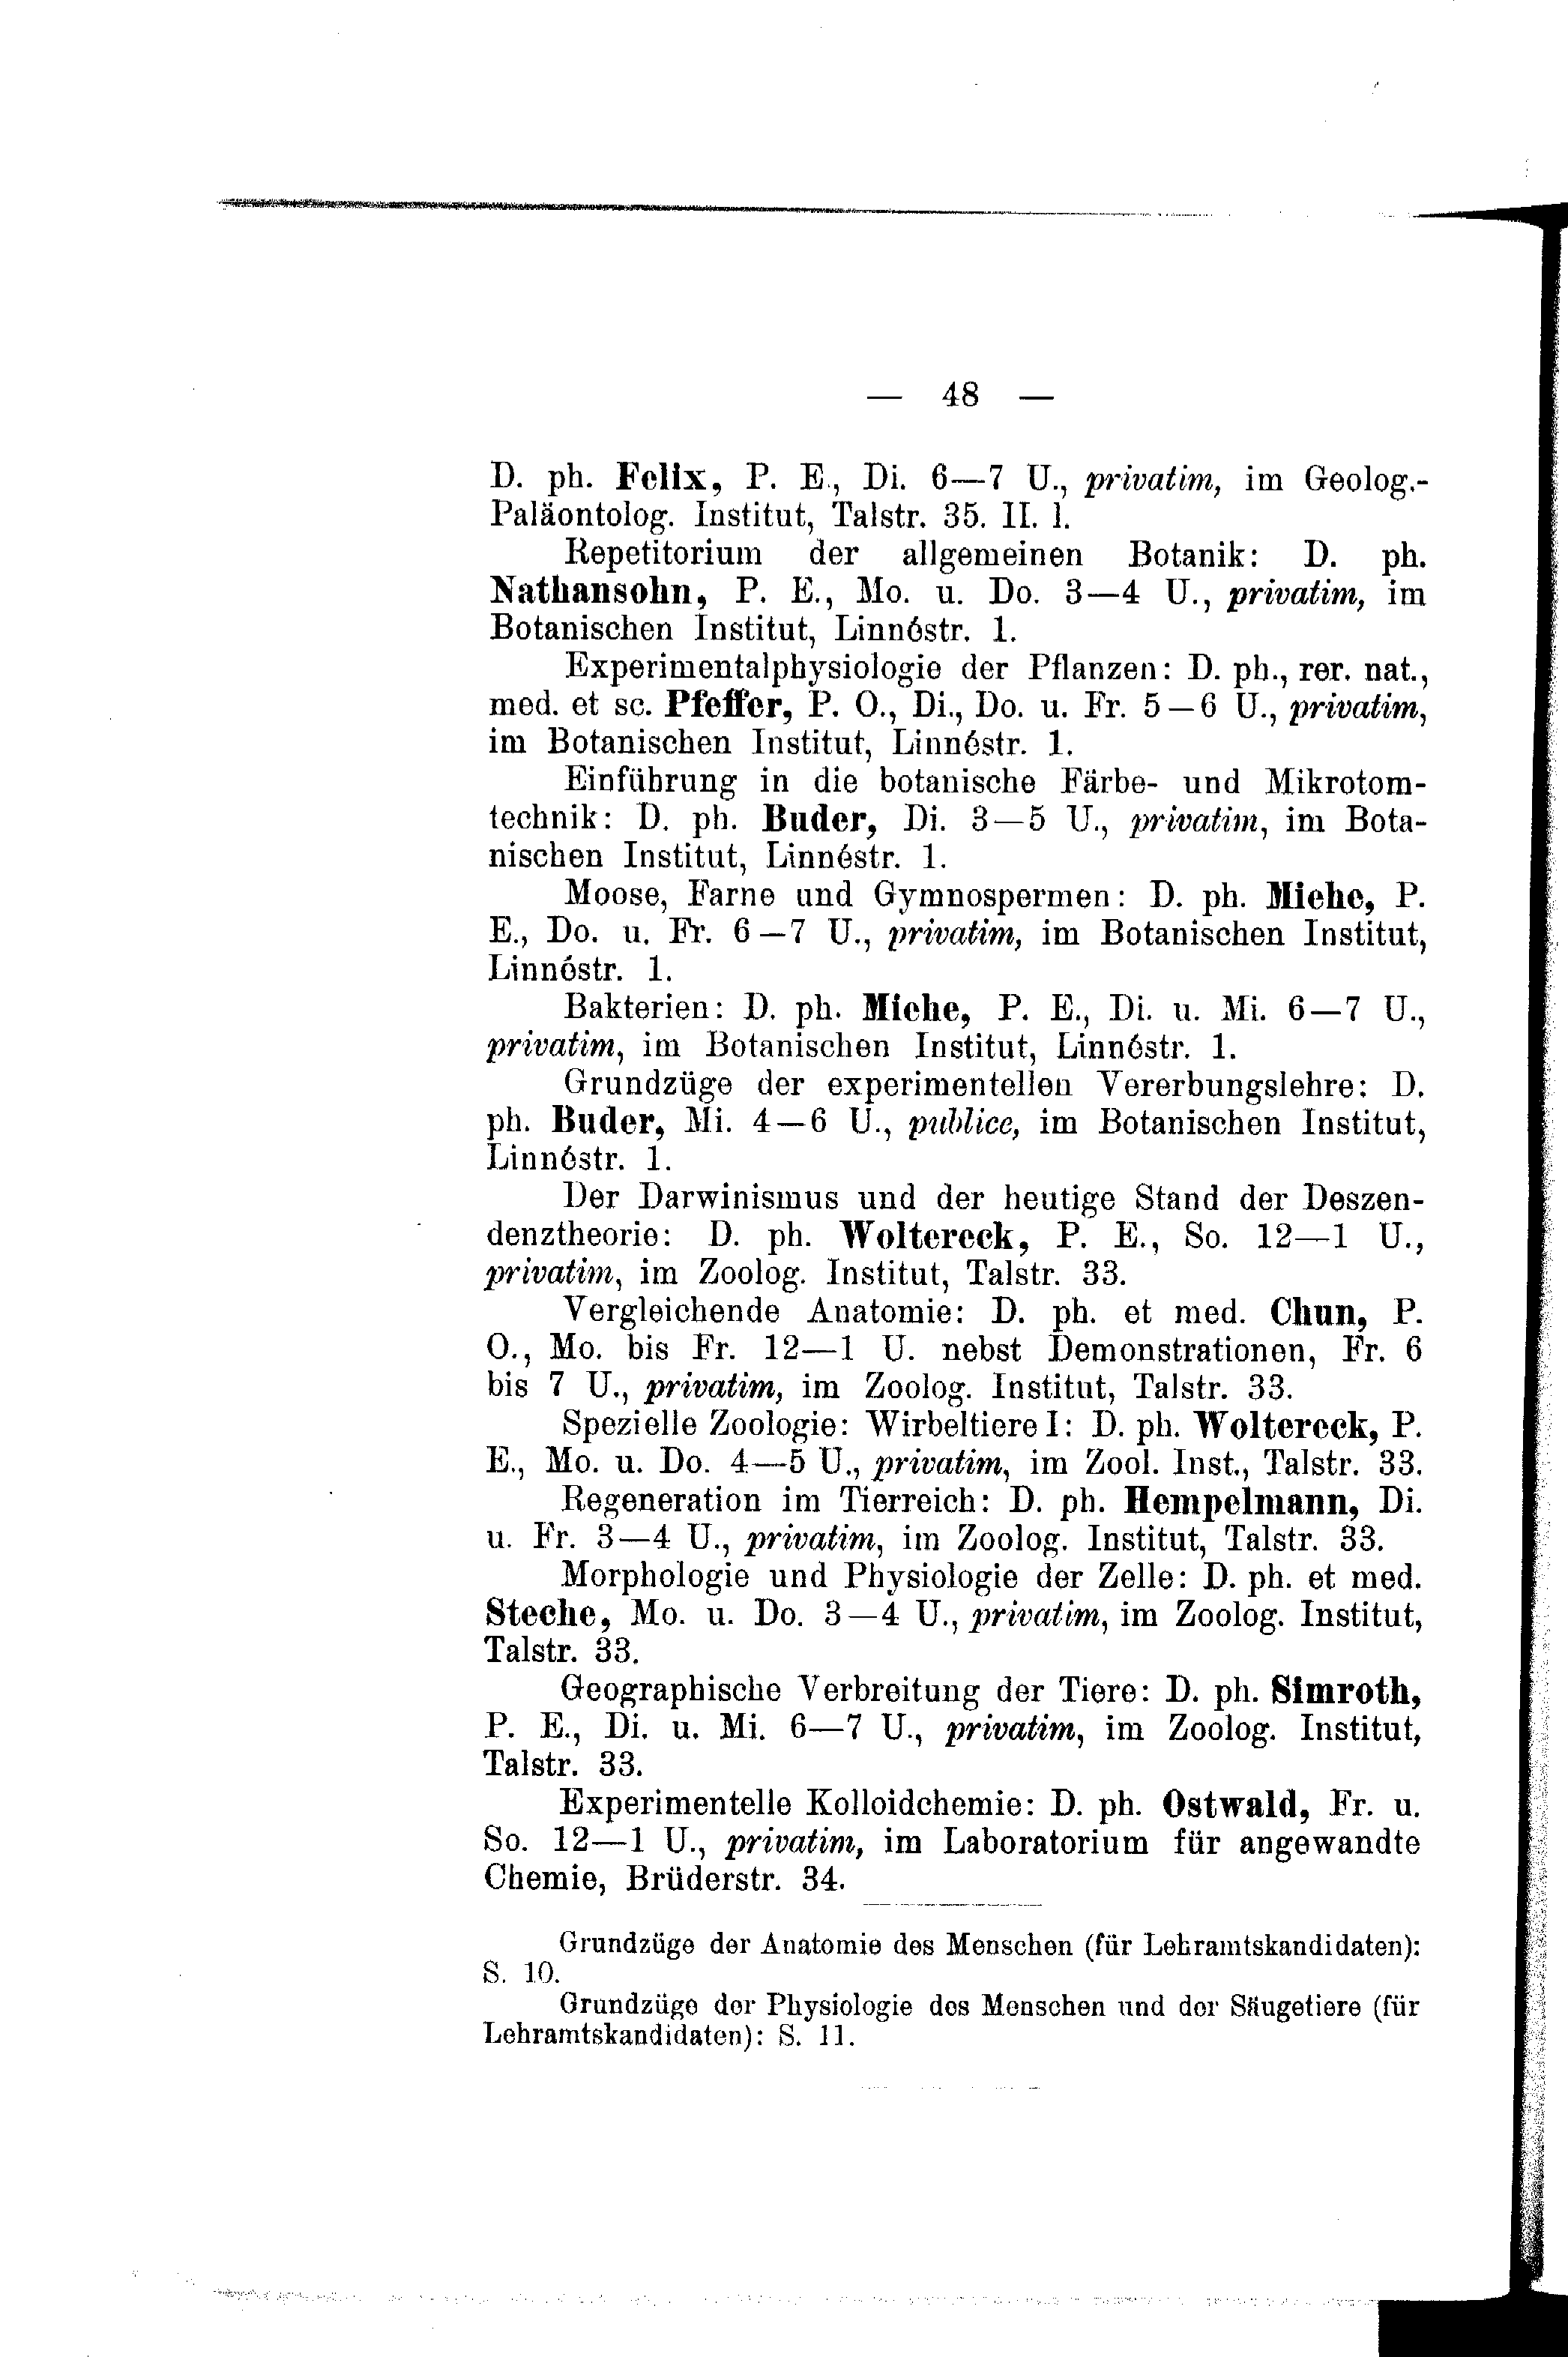 — 48 —
D. ph. Felix, P. E., Di. 6—7 U., privatim, im Geolog.-
Paläontolog. Institut, Talstr. 35. II. l.
Repetitorium der allgemeinen Botanik: D. ph.
Nathansohn, P. E., Mo. u. Do. 3—4 U., privatim, im
Botanischen Institut, Linnéstr. 1.
Experimentalphysiologie der Pflanzen: D. ph., rer. nat.,
med. et sc. Pfeffer, P. O., Di., Do. u. Fr. 5—6 U., privatim,
im Botanischen Institut, Linnéstr. 1.
Einführung in die botanische Färbe- und Mikrotom-
technik: D. ph. Buder, Di. 3—5 U., privatim, im Bota-
nischen Institut, Linnéstr. 1.
Moose, Farne und Gymnospermen: D. ph. Miehe, P.
E., Do. u. Fr. 6—7 U., privatim, im Botanischen Institut,
Linnéstr. 1.
Bakterien: D. ph. Miehe, P. E., Di. u. Mi. 6—7 U.,
privatim, im Botanischen Institut, Linnéstr. 1.
Grundzüge der experimentellen Vererbungslehre: D.
ph. Buder, Mi. 4—6 U., publice, im Botanischen Institut,
Linnéstr. 1.
Der Darwinismus und der heutige Stand der Deszen-
denztheorie: D. ph. Woltereck, P. E., So. 12—1 U.,
privatim, im Zoolog. Institut, Talstr. 33.
Vergleichende Anatomie: D. ph. et med. Chun, P.
O., Mo. bis Fr. 12—1 U. nebst Demonstrationen, Fr. 6
bis 7 U., privatim, im Zoolog. Institut, Talstr. 33.
Spezielle Zoologie: Wirbeltiere I: D. ph. Woltereck, P.
E., Mo. u. Do. 4—5 U., privatim, im Zool. Inst., Talstr. 33.
Regeneration im Tierreich: D. ph. Hempelmann, Di.
u. Fr. 3—4 U., privatim, im Zoolog. Institut, Talstr. 33.
Morphologie und Physiologie der Zelle: D. ph. et med.
Steche, Mo. u. Do. 3—4 U., privatim, im Zoolog. Institut,
Talstr. 33.
Geographische Verbreitung der Tiere: D. ph. Simroth,
P. E., Di. u. Mi. 6—7 U., privatim, im Zoolog. Institut,
Talstr. 33.
Experimentelle Kolloidchemie: D. ph. Ostwald, Fr. u.
So. 12—1 U., privatim, im Laboratorium für angewandte
Chemie, Brüderstr. 34.
Grundzüge der Anatomie des Menschen (für Lehramtskandidaten):
S. 10.
Grundzüge der Physiologie des Menschen und der Säugetiere (für
Lehramtskandidaten): S. 11.